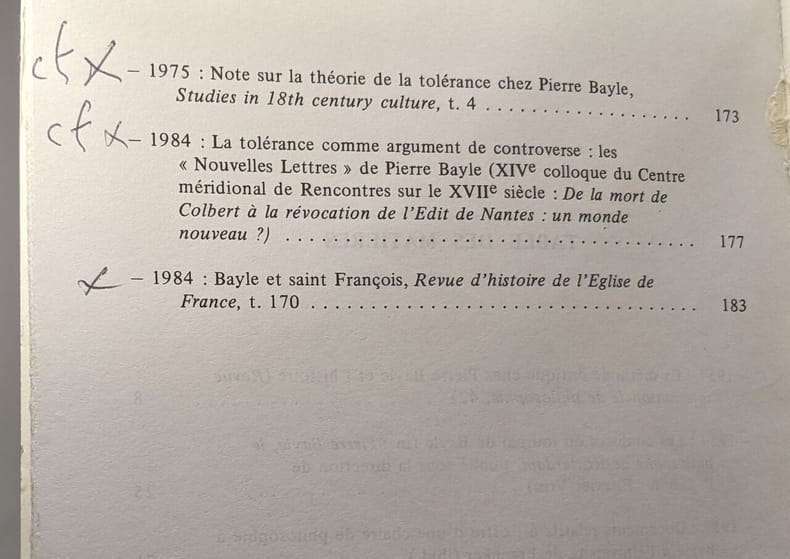 ctx – 1975 : Note sur la théorie de la tolérance chez Pierre Bayle,
Studies in 18th century culture, t. 4 . . . . . . . . . . . . . . . . . . . 173
ctx – 1984 : La tolérance comme argument de controverse : les
« Nouvelles Lettres » de Pierre Bayle (XIVe colloque du Centre
méridional de Rencontres sur le XVIIe siècle : De la mort de
Colbert à la révocation de l'Edit de Nantes : un monde
nouveau ?) . . . . . . . . . . . . . . . . . . . . . . . . . . . . . . . . . . . . . 177
x – 1984 : Bayle et saint François, Revue d'histoire de l'Eglise de
France, t. 170 . . . . . . . . . . . . . . . . . . . . . . . . . . . . . . . . . . . 183